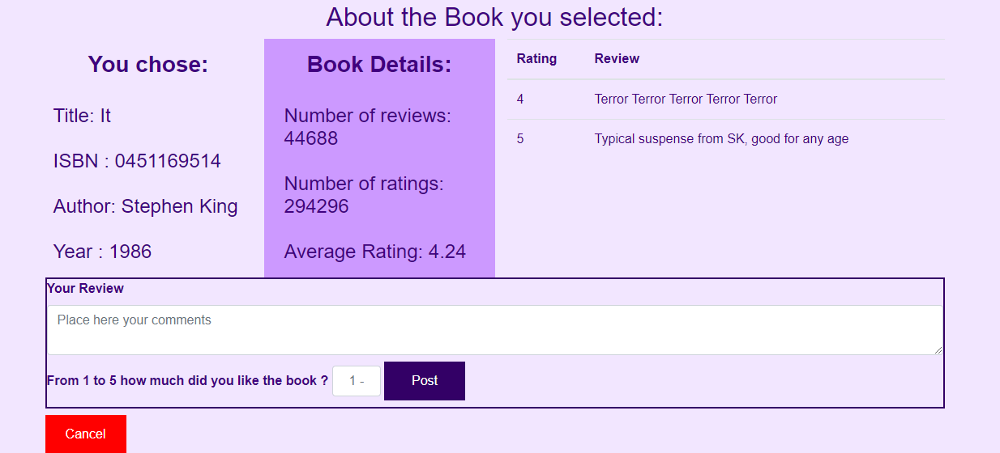 About the Book you selected:
You chose:
Title: It
ISBN : 0451169514
Author: Stephen King
Year : 1986
Book Details:
Number of reviews:
44688
Number of ratings:
294296
Average Rating: 4.24
Rating Review
4 Terror Terror Terror Terror Terror
5 Typical suspense from SK, good for any age
Your Review
Place here your comments
From 1 to 5 how much did you like the book ? 1 - Post
Cancel